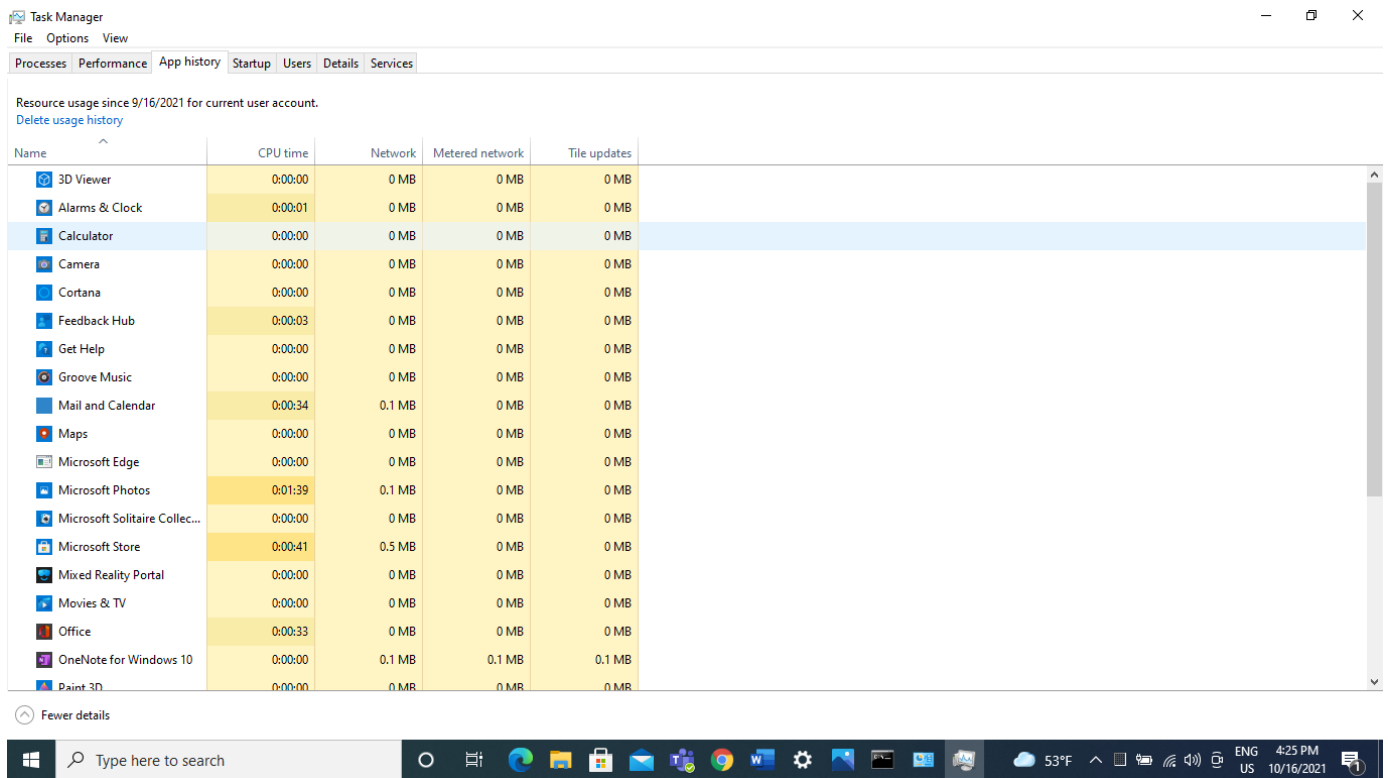 Task Manager
File Options View
Processes Performance App history Startup Users Details Services
Resource usage since 9/16/2021 for current user account.
Delete usage history
Name CPU time Network Metered network Tile updates
3D Viewer 0:00:00 0 MB 0 MB 0 MB
Alarms & Clock 0:00:01 0 MB 0 MB 0 MB
Calculator 0:00:00 0 MB 0 MB 0 MB
Camera 0:00:00 0 MB 0 MB 0 MB
Cortana 0:00:00 0 MB 0 MB 0 MB
Feedback Hub 0:00:03 0 MB 0 MB 0 MB
Get Help 0:00:00 0 MB 0 MB 0 MB
Groove Music 0:00:00 0 MB 0 MB 0 MB
Mail and Calendar 0:00:34 0.1 MB 0 MB 0 MB
Maps 0:00:00 0 MB 0 MB 0 MB
Microsoft Edge 0:00:00 0 MB 0 MB 0 MB
Microsoft Photos 0:01:39 0.1 MB 0 MB 0 MB
Microsoft Solitaire Collec... 0:00:00 0 MB 0 MB 0 MB
Microsoft Store 0:00:41 0.5 MB 0 MB 0 MB
Mixed Reality Portal 0:00:00 0 MB 0 MB 0 MB
Movies & TV 0:00:00 0 MB 0 MB 0 MB
Office 0:00:33 0 MB 0 MB 0 MB
OneNote for Windows 10 0:00:00 0.1 MB 0.1 MB 0.1 MB
Paint 3D 0:00:00 0 MB 0 MB 0 MB
Fewer details
Type here to search
53°F
ENG
US
4:25 PM
10/16/2021
1